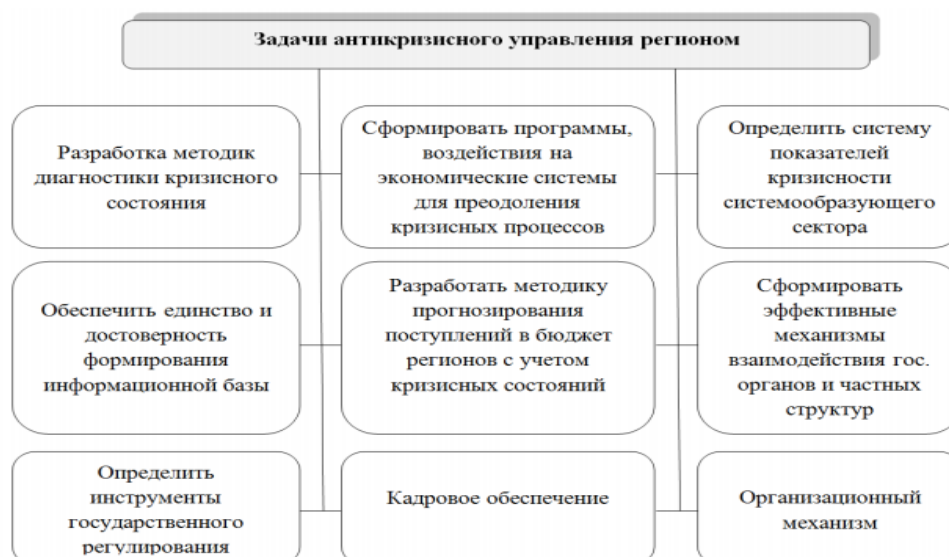 Задачи антикризисного управления регионом
Разработка методик
диагностики кризисного
состояния
Сформировать программы,
воздействия на
экономические системы
для преодоления
кризисных процессов
Определить систему
показателей
кризисности
системообразующего
сектора
Обеспечить единство и
достоверность
формирования
информационной базы
Разработать методику
прогнозирования
поступлений в бюджет
регионов с учетом
кризисных состояний
Сформировать
эффективные
механизмы
взаимодействия гос.
органов и частных
структур
Определить
инструменты
государственного
регулирования
Кадровое обеспечение
Организационный
механизм